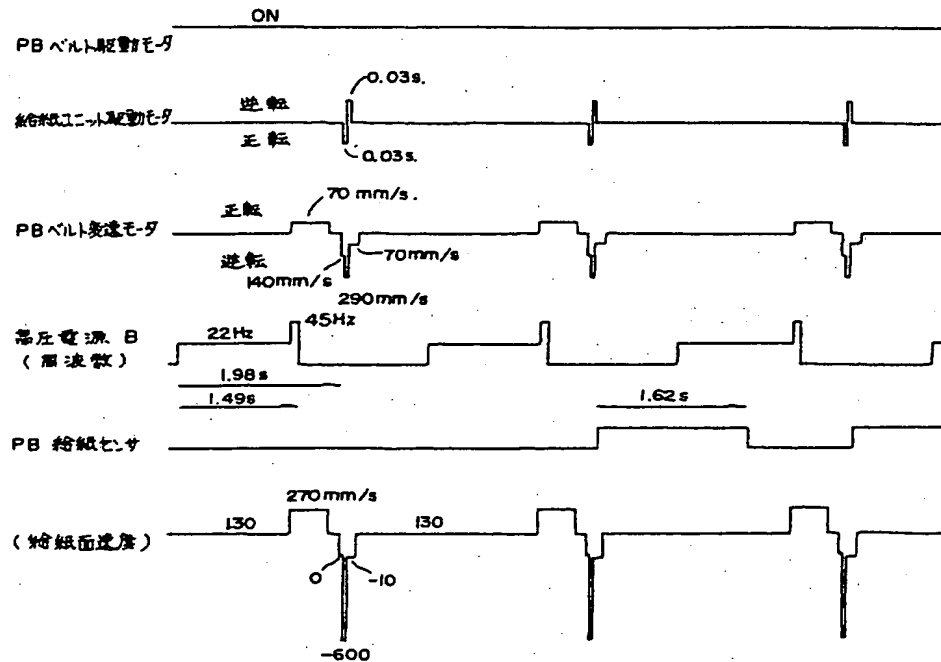 ON
PBベルト駆動モータ
0.03s.
逆転
給紙ユニット駆動モータ
正転
0.03s.
70mm/s.
正転
PBベルト変速モータ
逆転
70mm/s
140mm/s
290mm/s
45Hz
高圧電源B
22Hz
(周波数)
1.98s
1.49s
1.62s
PB給紙センサ
270mm/s
130
130
(給紙面速度)
0
-10
-600